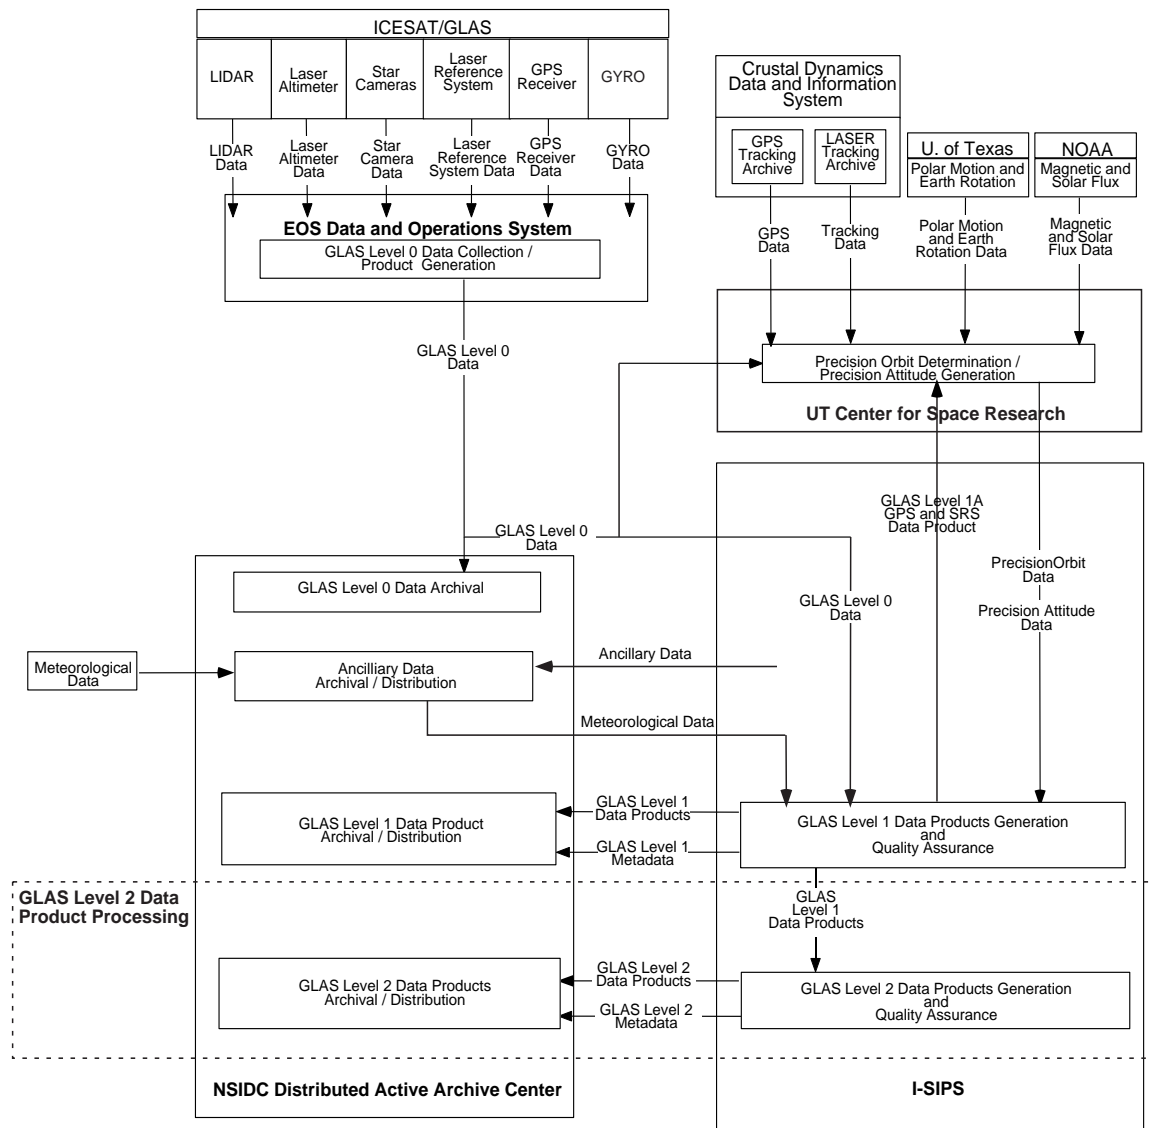 ICESAT/GLAS
LIDAR
Laser
Altimeter
Star
Cameras
Laser
Reference
System
GPS
Receiver
GYRO
LIDAR
Data
Laser
Altimeter
Data
Star
Camera
Data
Laser
Reference
System Data
GPS
Receiver
Data
GYRO
Data
EOS Data and Operations System
GLAS Level 0 Data Collection /
Product Generation
Crustal Dynamics
Data and Information
System
GPS
Tracking
Archive
LASER
Tracking
Archive
U. of Texas
Polar Motion and
Earth Rotation
NOAA
Magnetic and
Solar Flux
GPS
Data
Tracking
Data
Polar Motion
and Earth
Rotation Data
Magnetic
and Solar
Flux Data
GLAS Level 0
Data
Precision Orbit Determination /
Precision Attitude Generation
UT Center for Space Research
GLAS Level 1A
GPS and SRS
Data Product
GLAS Level 0
Data
PrecisionOrbit
Data
Precision Attitude
Data
GLAS Level 0 Data Archival
GLAS Level 0
Data
Meteorological
Data
Ancilliary Data
Archival / Distribution
Ancillary Data
Meteorological Data
GLAS Level 1 Data Product
Archival / Distribution
GLAS Level 1
Data Products
GLAS Level 1
Metadata
GLAS Level 1 Data Products Generation
and
Quality Assurance
GLAS Level 2 Data
Product Processing
GLAS
Level 1
Data Products
GLAS Level 2 Data Products
Archival / Distribution
GLAS Level 2
Data Products
GLAS Level 2
Metadata
GLAS Level 2 Data Products Generation
and
Quality Assurance
NSIDC Distributed Active Archive Center
I-SIPS